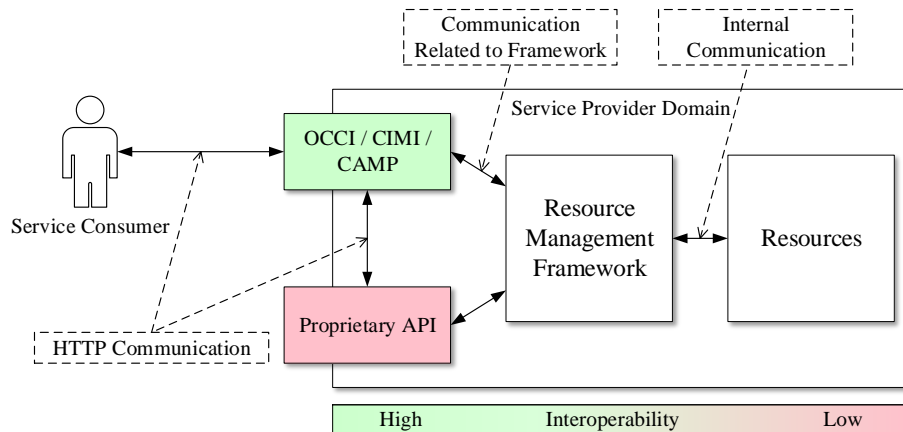 Communication
Related to Framework
Internal
Communication
Service Provider Domain
OCCI / CIMI /
CAMP
Service Consumer
Resource
Management
Framework
Resources
Proprietary API
HTTP Communication
High Interoperability Low